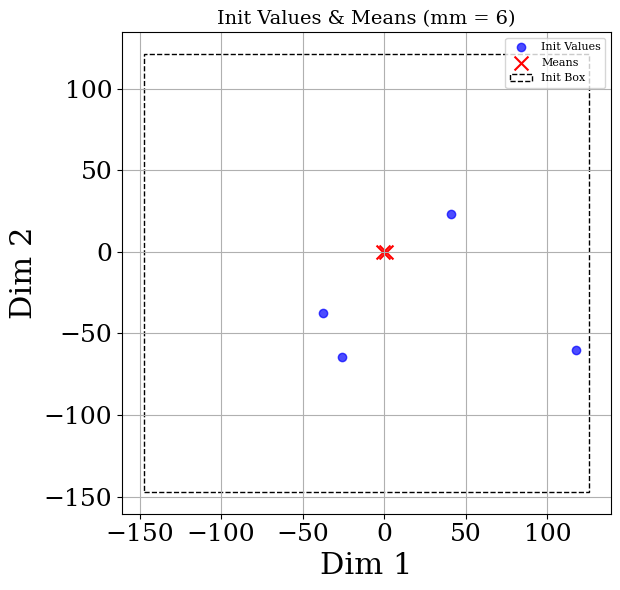 Init Values & Means (mm = 6)
Init Values
Means
Init Box
100
50
0
−50
−100
−150
Dim 2
−150 −100 −50 0 50 100
Dim 1